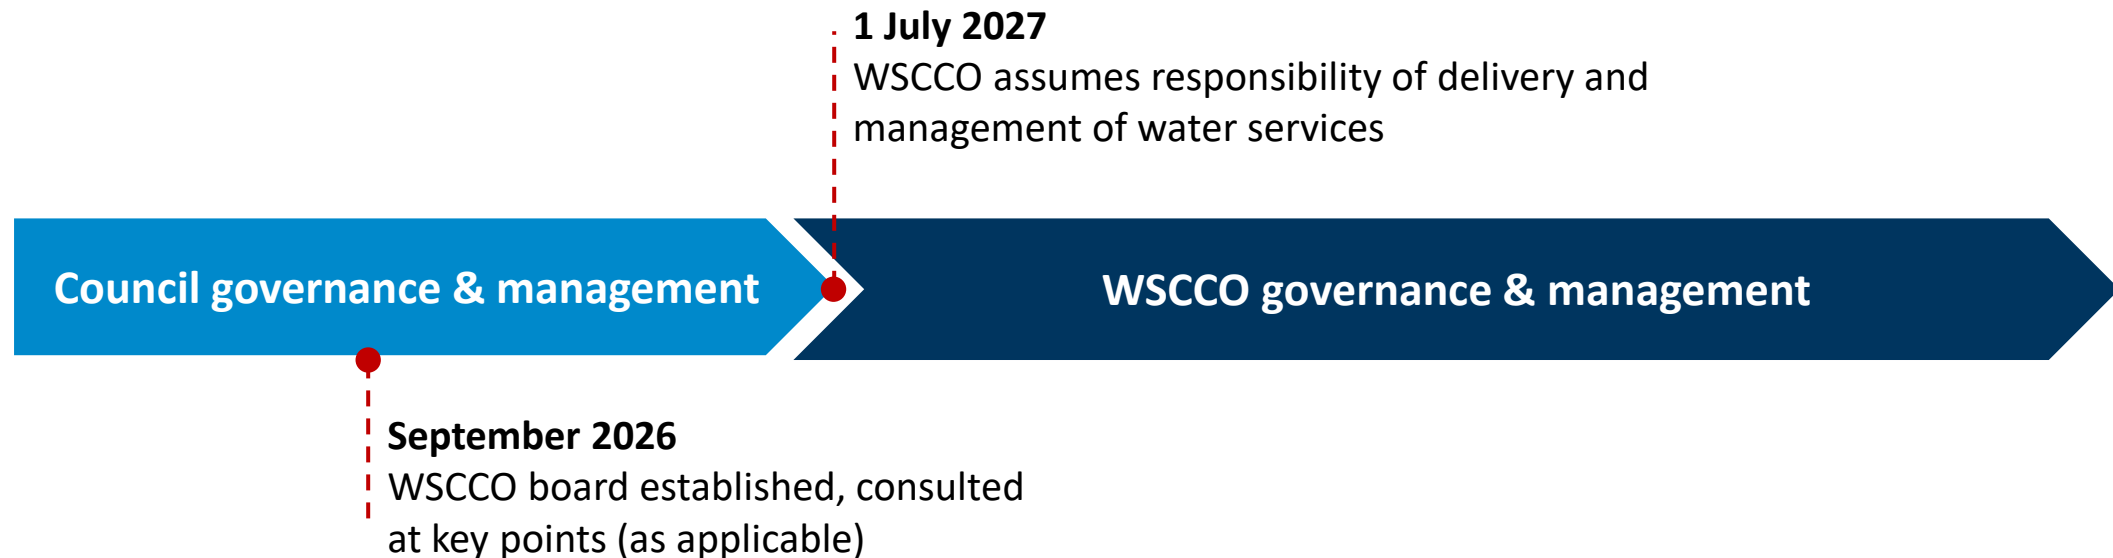 1 July 2027
WSCCO assumes responsibility of delivery and
management of water services
Council governance & management
WSCCO governance & management
September 2026
WSCCO board established, consulted
at key points (as applicable)